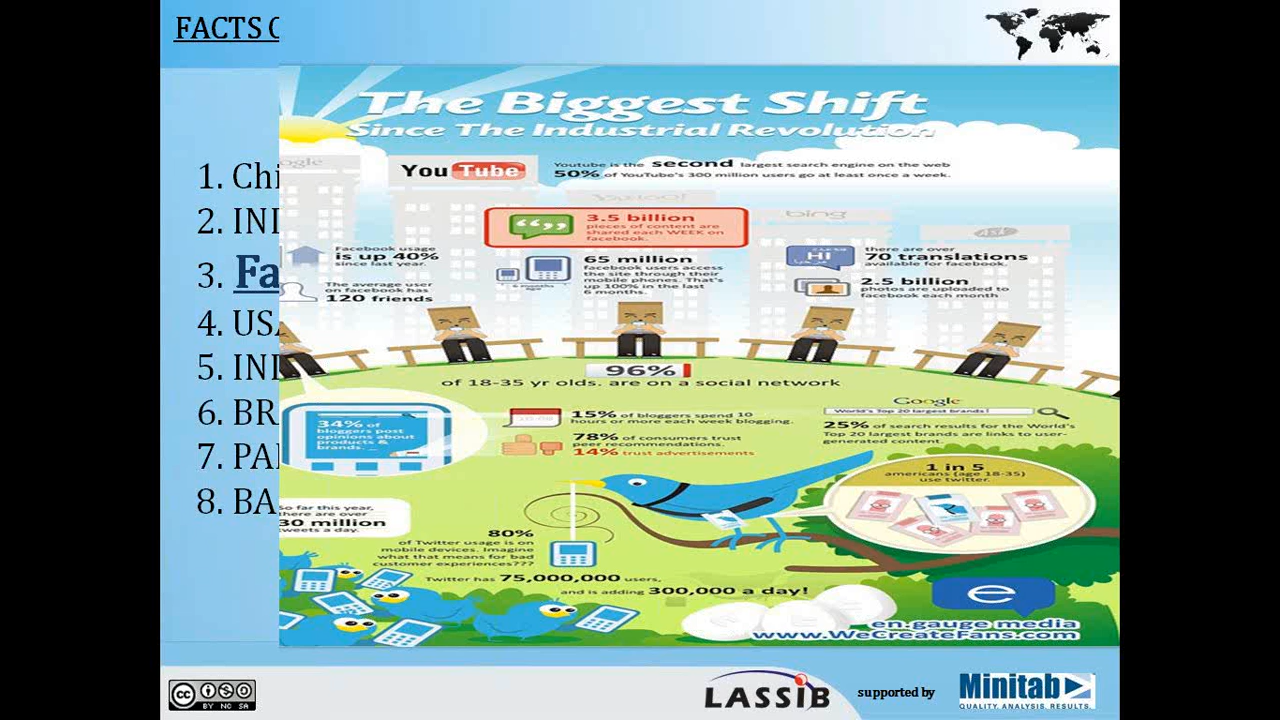 FACTS
The Biggest Shift
Since The Industrial Revolution
1. Chi
2. INI
3. Fa
4. USA
5. INI
6. BR
7. PAI
8. BA
ogle
YouTube
Youtube is the second largest search engine on the web
50% of YouTube's 300 million users go at least once a week.
Yahoo!
bing
Ask
3.5 billion
pieces of content are
shared each WEEK on
facebook.
Facebook usage
is up 40%
since last year.
The average user
on facebook has
120 friends
6 months
ago
65 million
facebook users access
the site through their
mobile phones. That's
up 100% in the last
6 months.
HI
there are over
70 translations
available for facebook.
2.5 billion
photos are uploaded to
facebook each month
96%
of 18-35 yr olds. are on a social network
34% of
bloggers post
opinions about
products &
brands.
15% of bloggers spend 10
hours or more each week blogging.
78% of consumers trust
peer recommendations.
14% trust advertisements
Google
World's Top 20 largest brands
25% of search results for the World's
Top 20 largest brands are links to user-
generated content.
1 in 5
americans (age 18-35)
use twitter.
So far this year,
there are over
30 million
tweets a day.
80%
of Twitter usage is on
mobile devices. Imagine
what that means for bad
customer experiences???
Twitter has 75,000,000 users,
and is adding 300,000 a day!
e
en.gauge media
www.WeCreateFans.com
cc
BY NC SA
LASSIB
supported by
Minitab
QUALITY. ANALYSIS. RESULTS.